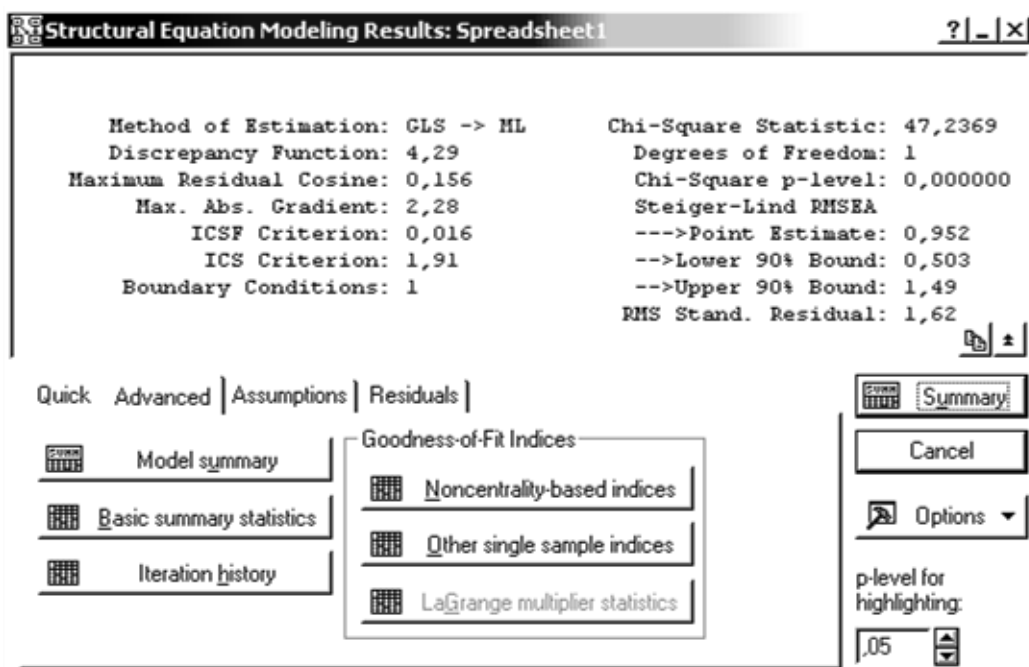 Structural Equation Modeling Results: Spreadsheet1
Method of Estimation: GLS -> ML
Discrepancy Function: 4,29
Maximum Residual Cosine: 0,156
Max. Abs. Gradient: 2,28
ICSF Criterion: 0,016
ICS Criterion: 1,91
Boundary Conditions: 1
Chi-Square Statistic: 47,2369
Degrees of Freedom: 1
Chi-Square p-level: 0,000000
Steiger-Lind RMSEA
--->Point Estimate: 0,952
-->Lower 90% Bound: 0,503
-->Upper 90% Bound: 1,49
RMS Stand. Residual: 1,62
Quick Advanced Assumptions Residuals
Model summary
Basic summary statistics
Iteration history
Goodness-of-Fit Indices
Noncentrality-based indices
Other single sample indices
LaGrange multiplier statistics
Summary
Cancel
Options
p-level for
highlighting:
,05